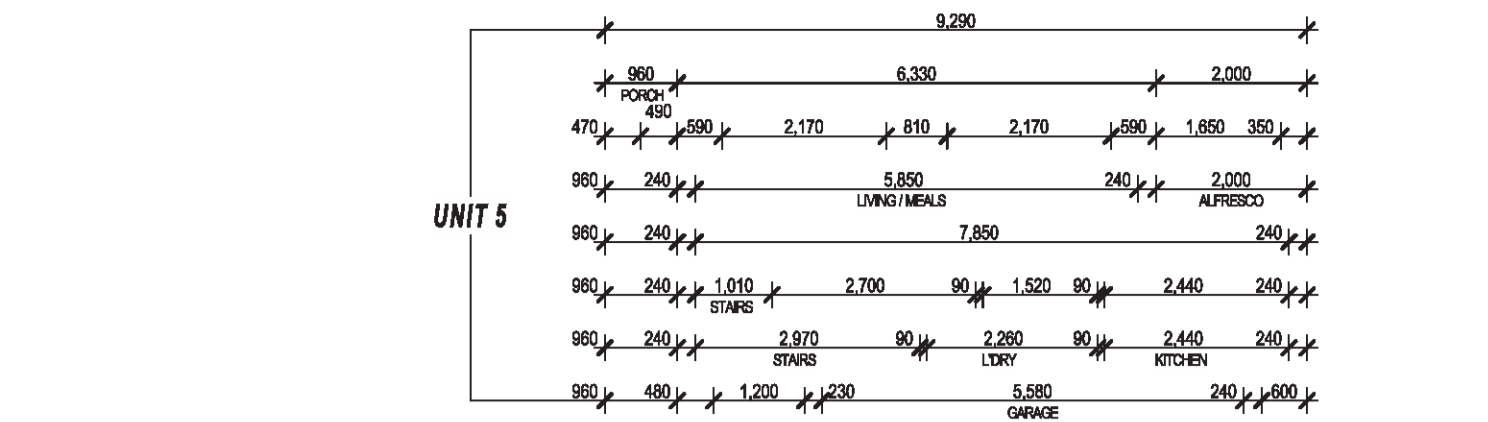 9,290
960 6,330 2,000
PORCH
490
470 590 2,170 810 2,170 590 1,650 350
960 240 5,850 240 2,000
LIVING / MEALS ALFRESCO
UNIT 5
960 240 7,850 240
960 240 1,010 2,700 90 1,520 90 2,440 240
STAIRS
960 240 2,970 90 2,260 90 2,440 240
STAIRS L'DRY KITCHEN
960 480 1,200 230 5,580 240 600
GARAGE